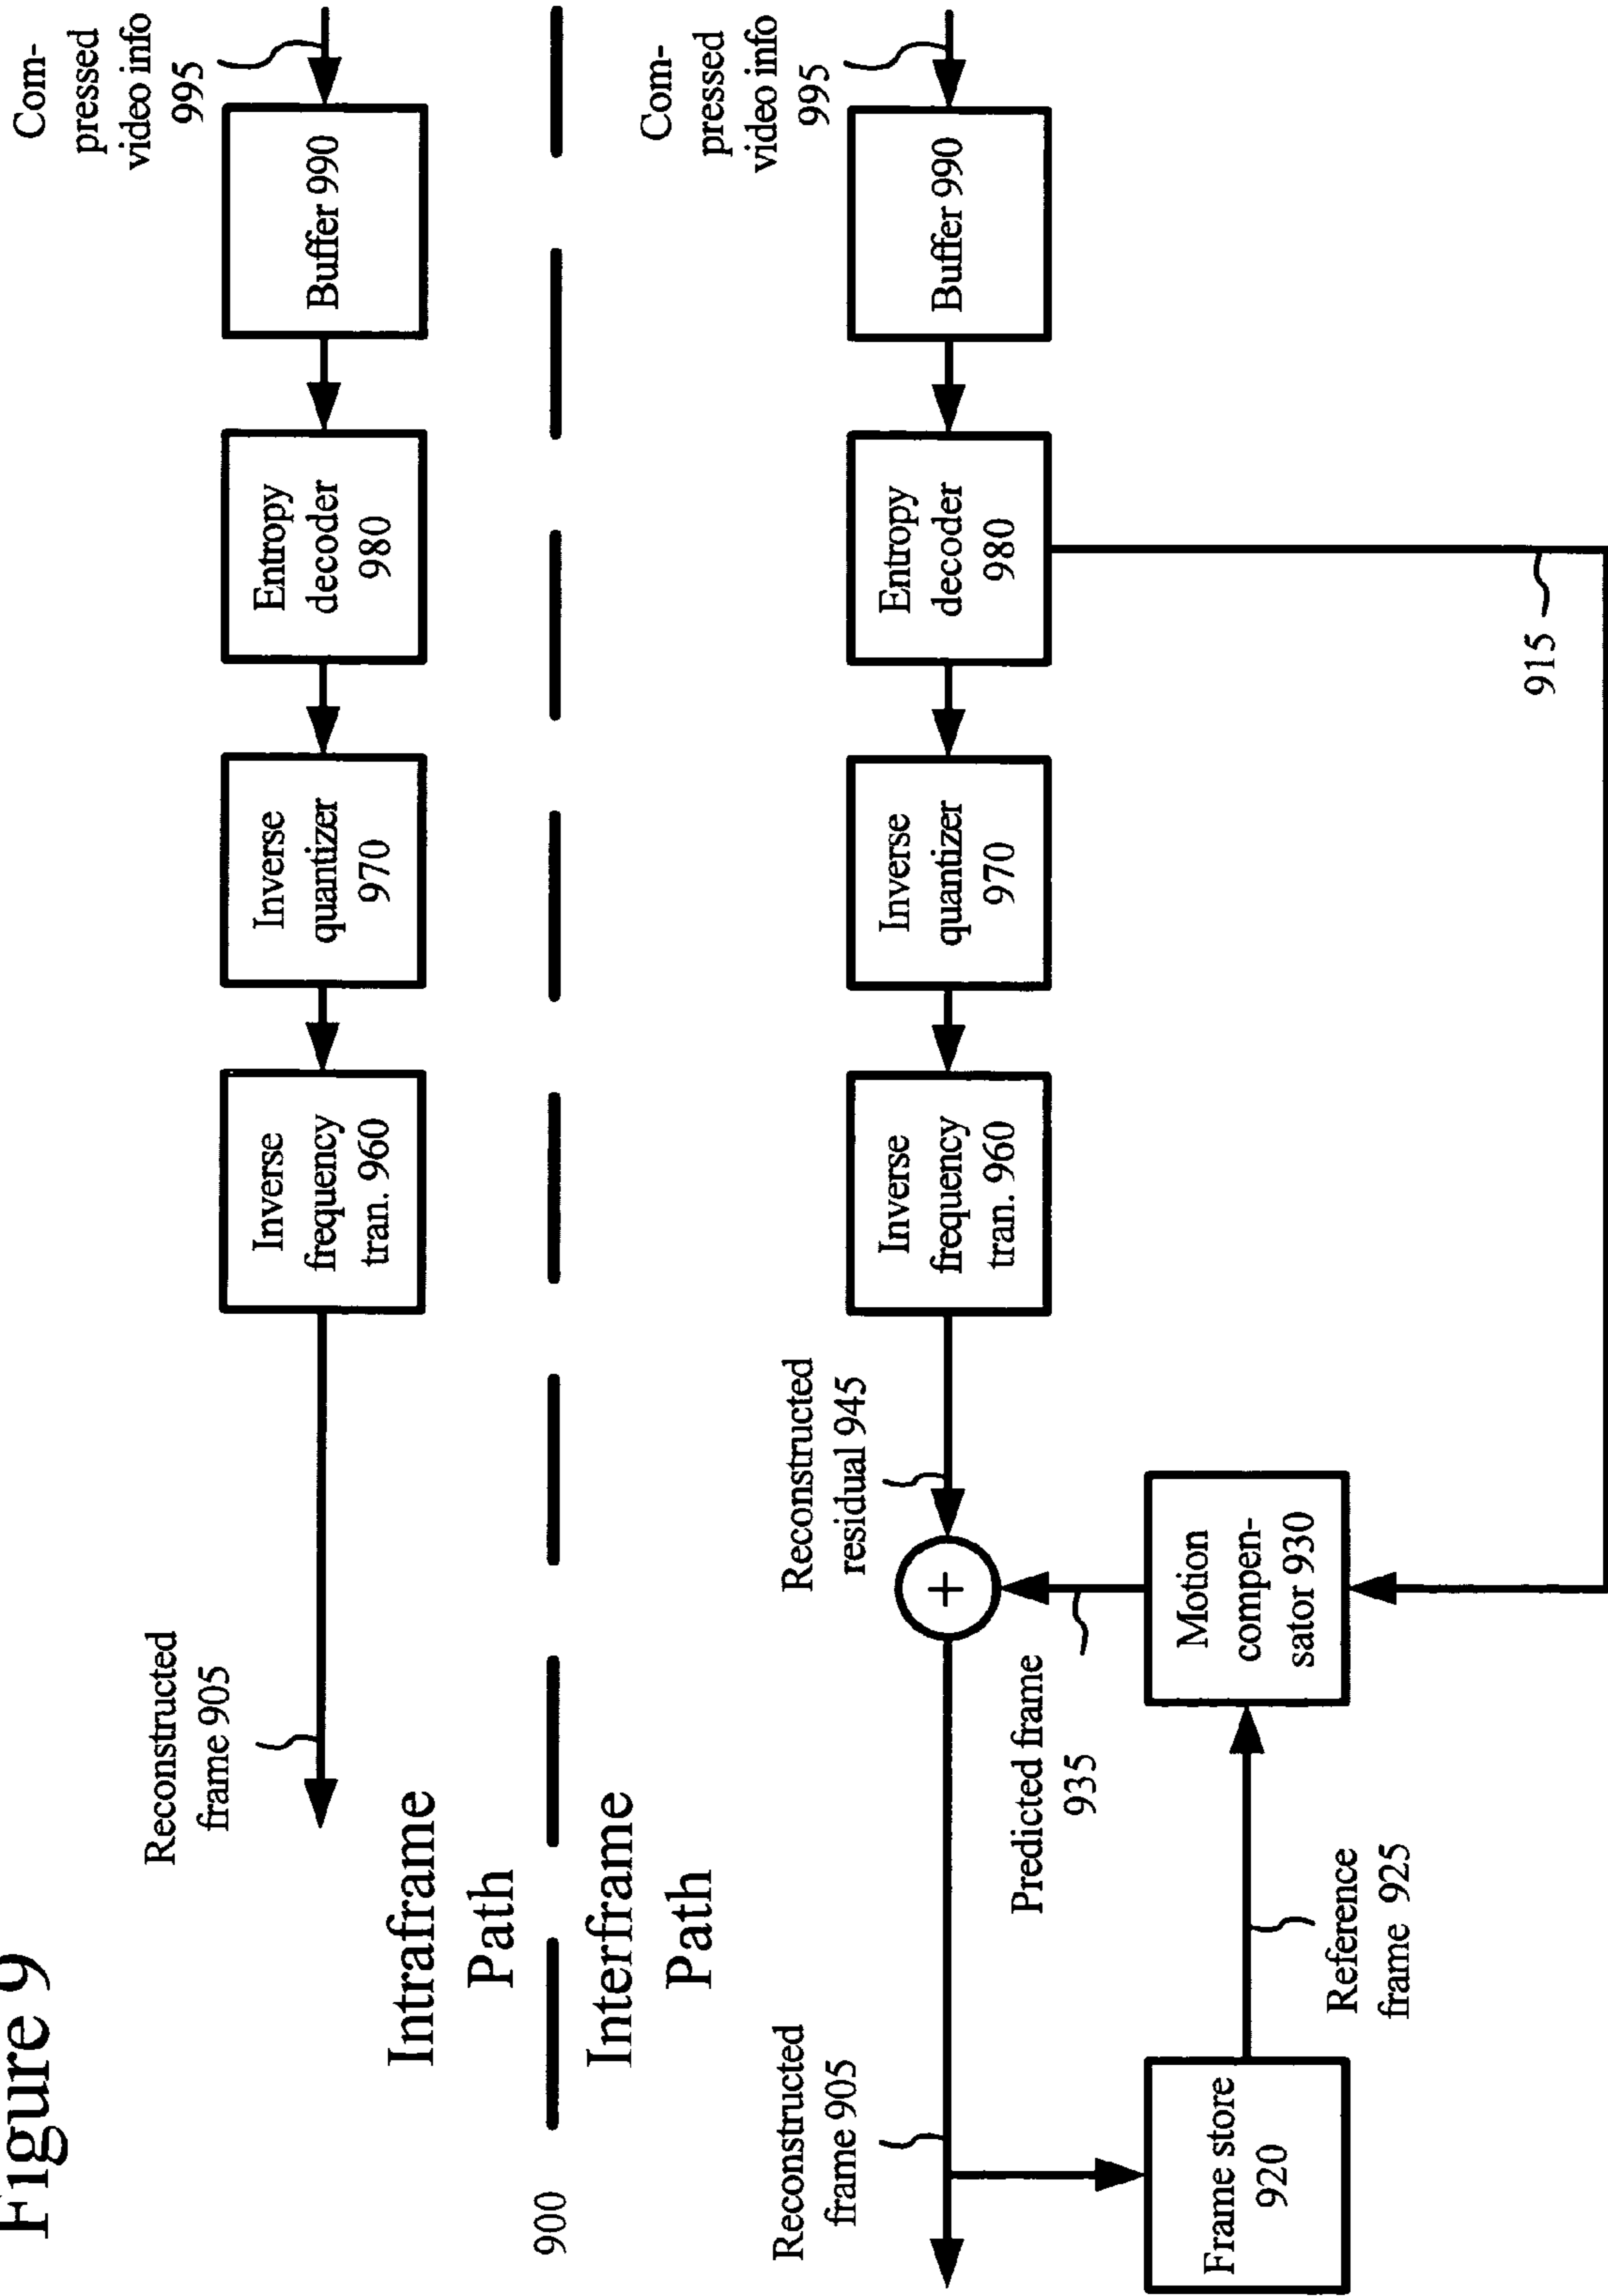 Figure 9
Reconstructed
frame 905
Inverse
frequency
tran. 960
Inverse
quantizer
970
Entropy
decoder
980
Buffer 990
Com-
pressed
video info
995
Intraframe
Path
900
Interframe
Path
Reconstructed
frame 905
Reconstructed
residual 945
Inverse
frequency
tran. 960
Inverse
quantizer
970
Entropy
decoder
980
Buffer 990
Com-
pressed
video info
995
+
Predicted frame
935
Frame store
920
Reference
frame 925
Motion
compen-
sator 930
915